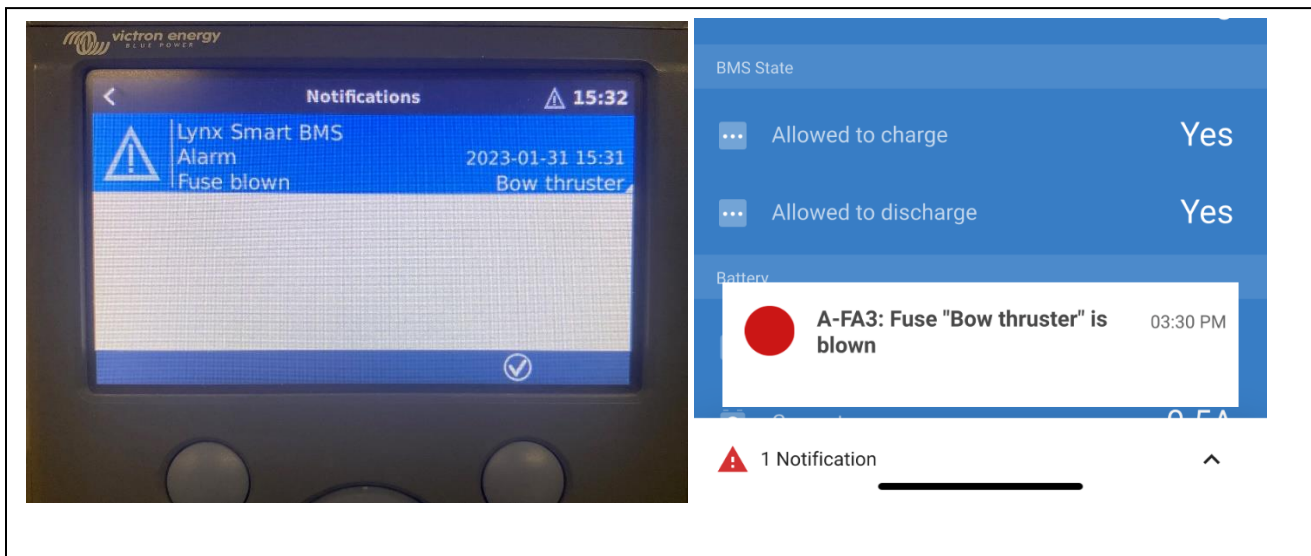 victron energy
BLUE POWER
Notifications 15:32
Lynx Smart BMS
Alarm 2023-01-31 15:31
Fuse blown Bow thruster
BMS State
Allowed to charge Yes
Allowed to discharge Yes
Battery
A-FA3: Fuse "Bow thruster" is 03:30 PM
blown
1 Notification